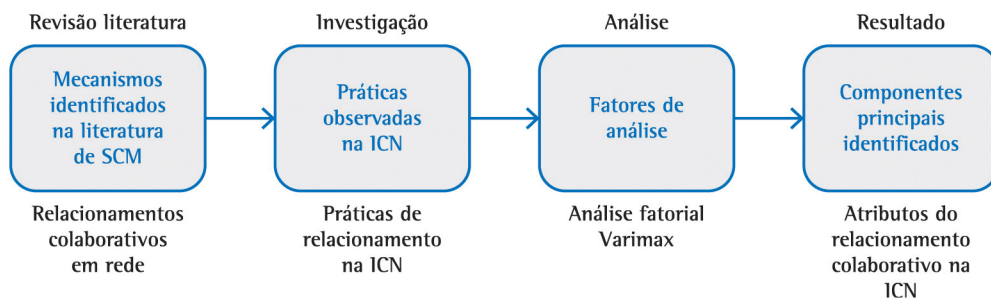 Revisão literatura
Mecanismos
identificados
na literatura
de SCM
Relacionamentos
colaborativos
em rede
Investigação
Práticas
observadas
na ICN
Práticas de
relacionamento
na ICN
Análise
Fatores de
análise
Análise fatorial
Varimax
Resultado
Componentes
principais
identificados
Atributos do
relacionamento
colaborativo na
ICN